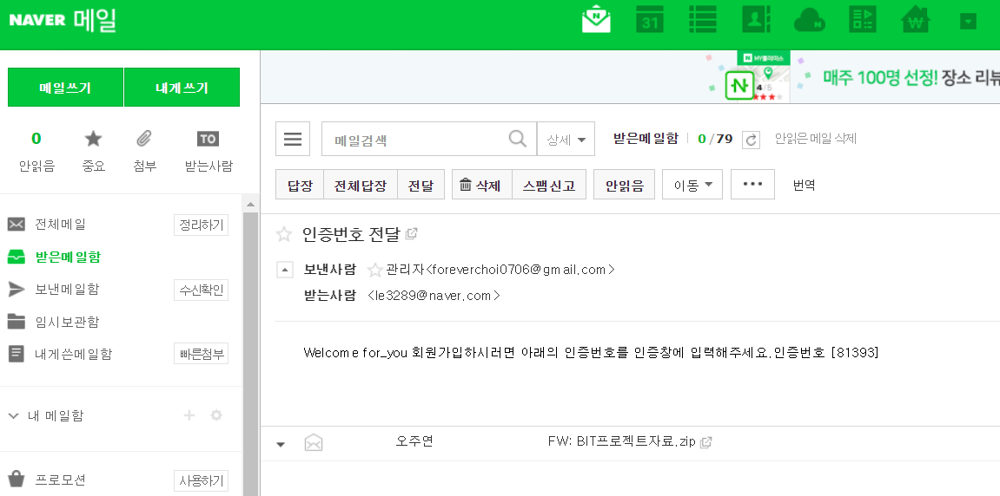 NAVER 메일
31
N
₩
메일쓰기
내게쓰기
0
안읽음
중요
첨부
TO
받는사람
전체메일
정리하기
받은메일함
보낸메일함
수신확인
임시보관함
내게쓴메일함
빠른첨부
내 메일함
프로모션
사용하기
N MY플레이스
N
4/5
매주 100명 선정! 장소 리뷰
메일검색
상세
받은메일함
0/79
안읽은 메일 삭제
답장
전체답장
전달
삭제
스팸신고
안읽음
이동
•••
번역
인증번호 전달
보낸사람 관리자<foreverchoi0706@gmail.com>
받는사람 <le3289@naver.com>
Welcome for_you 회원가입하시러면 아래의 인증번호를 인증창에 입력해주세요.인증번호 [81393]
오주연 FW: BIT프로젝트자료.zip